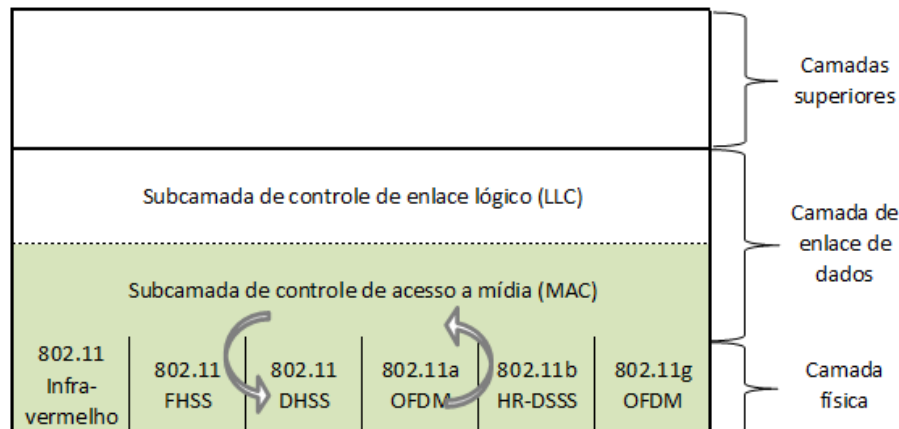 Camadas
superiores
Subcamada de controle de enlace lógico (LLC)
Camada de
enlace de
dados
Subcamada de controle de acesso a mídia (MAC)
802.11
Infra-
vermelho
802.11
FHSS
802.11
DHSS
802.11a
OFDM
802.11b
HR-DSSS
802.11g
OFDM
Camada
física